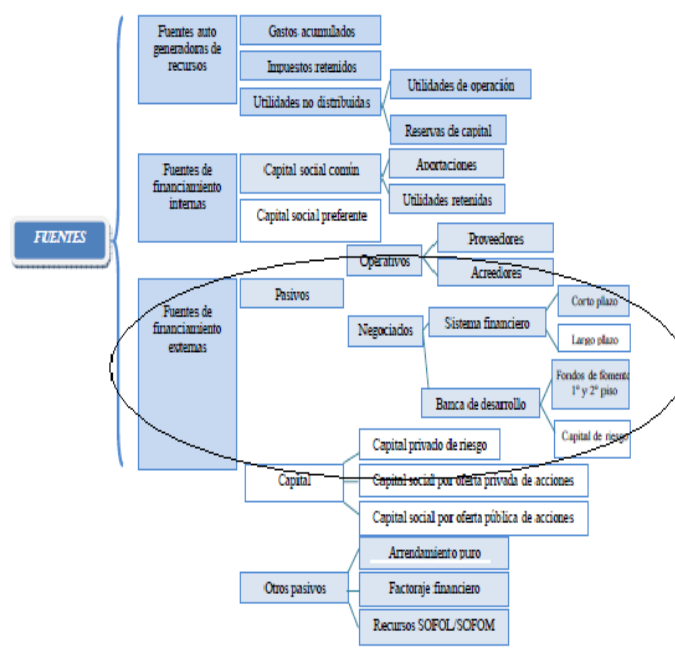 Fuentes auto
generadoras de
recursos
Gastos acumulados
Impuestos retenidos
Utilidades no distribuidas
Utilidades de operación
Reservas de capital
Fuentes de
financiamiento
internas
Capital social común
Aportaciones
Utilidades retenidas
Capital social preferente
FUENTES
Fuentes de
financiamiento
externas
Pasivos
Operativos
Proveedores
Acreedores
Negociados
Sistema financiero
Corto plazo
Largo plazo
Banca de desarrollo
Fondos de fomento
1º y 2º piso
Capital de riesgo
Capital
Capital privado de riesgo
Capital social por oferta privada de acciones
Capital social por oferta pública de acciones
Otros pasivos
Arrendamiento puro
Factoraje financiero
Recursos SOFOL/SOFOM